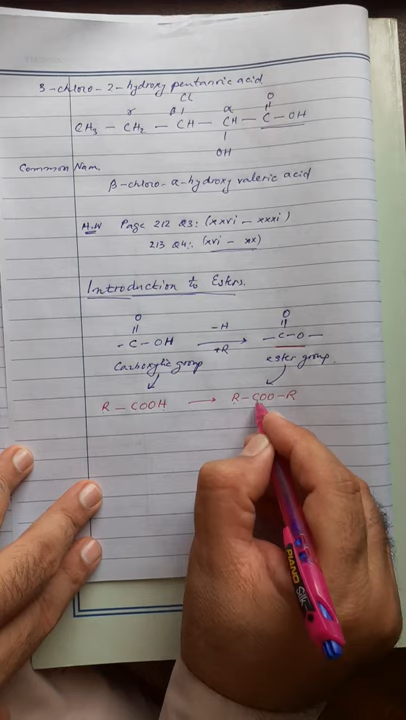 3-chloro-2-hydroxy pentanoic acid
Cl O
γ β | α ||
CH₃ — CH₂ — CH — CH — C — OH
|
OH
Common Nam.
β-chloro-α-hydroxy valeric acid
H.W Page 212 Q3: (xxvi – xxxi)
213 Q4: (xvi – xx)
Introduction to Esters.
O O
|| ||
-C-OH —H +R → —C-O—
Carboxylic group ester group
R — COOH → R-COO-R
PIANO Silk